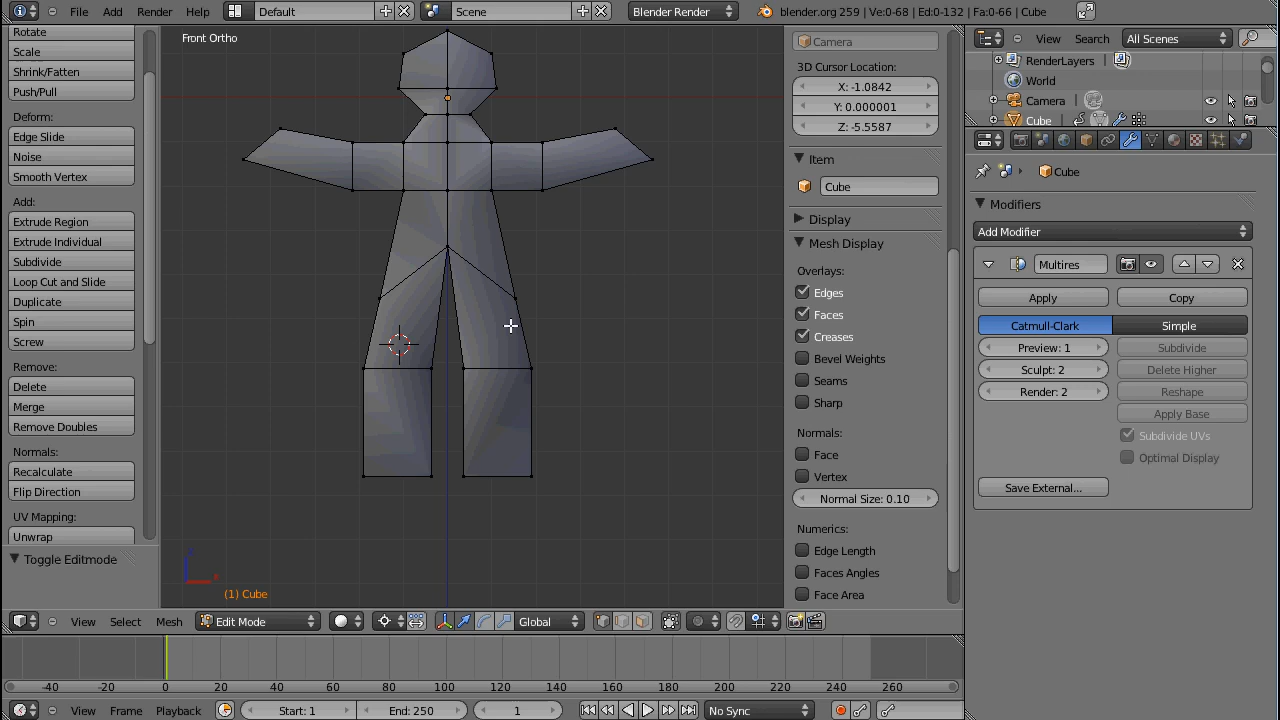 File Add Render Help Default Scene Blender Render blender.org 259 | Ve:0-68 | Ed:0-132 | Fa:0-66 | Cube
Rotate
Scale
Shrink/Fatten
Push/Pull
Deform:
Edge Slide
Noise
Smooth Vertex
Add:
Extrude Region
Extrude Individual
Subdivide
Loop Cut and Slide
Duplicate
Spin
Screw
Remove:
Delete
Merge
Remove Doubles
Normals:
Recalculate
Flip Direction
UV Mapping:
Unwrap
Toggle Editmode
Front Ortho
(1) Cube
Camera
3D Cursor Location:
X: -1.0842
Y: 0.000001
Z: -5.5587
Item
Cube
Display
Mesh Display
Overlays:
Edges
Faces
Creases
Bevel Weights
Seams
Sharp
Normals:
Face
Vertex
Normal Size: 0.10
Numerics:
Edge Length
Faces Angles
Face Area
View Search All Scenes
RenderLayers
World
Camera
Cube
Cube
Modifiers
Add Modifier
Multires
Apply Copy
Catmull-Clark Simple
Preview: 1 Subdivide
Sculpt: 2 Delete Higher
Render: 2 Reshape
Apply Base
Subdivide UVs
Optimal Display
Save External...
View Select Mesh Edit Mode Global
-40 -20 0 20 40 60 80 100 120 140 160 180 200 220 240 260
View Frame Playback Start: 1 End: 250 1 No Sync